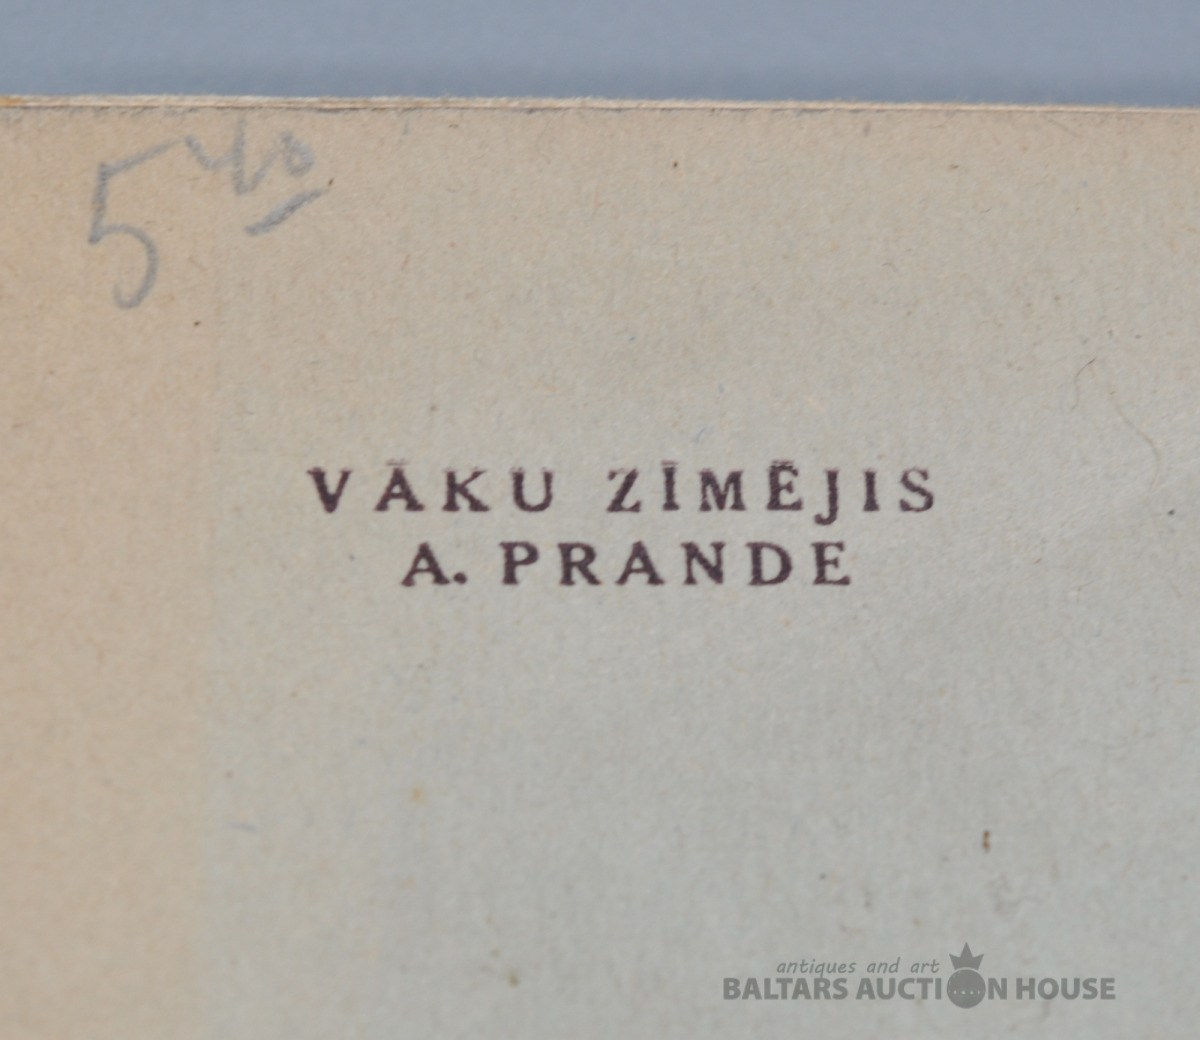 5 40
VĀKU ZĪMĒJIS
A. PRANDE
antiques and art
BALTARS AUCTION HOUSE